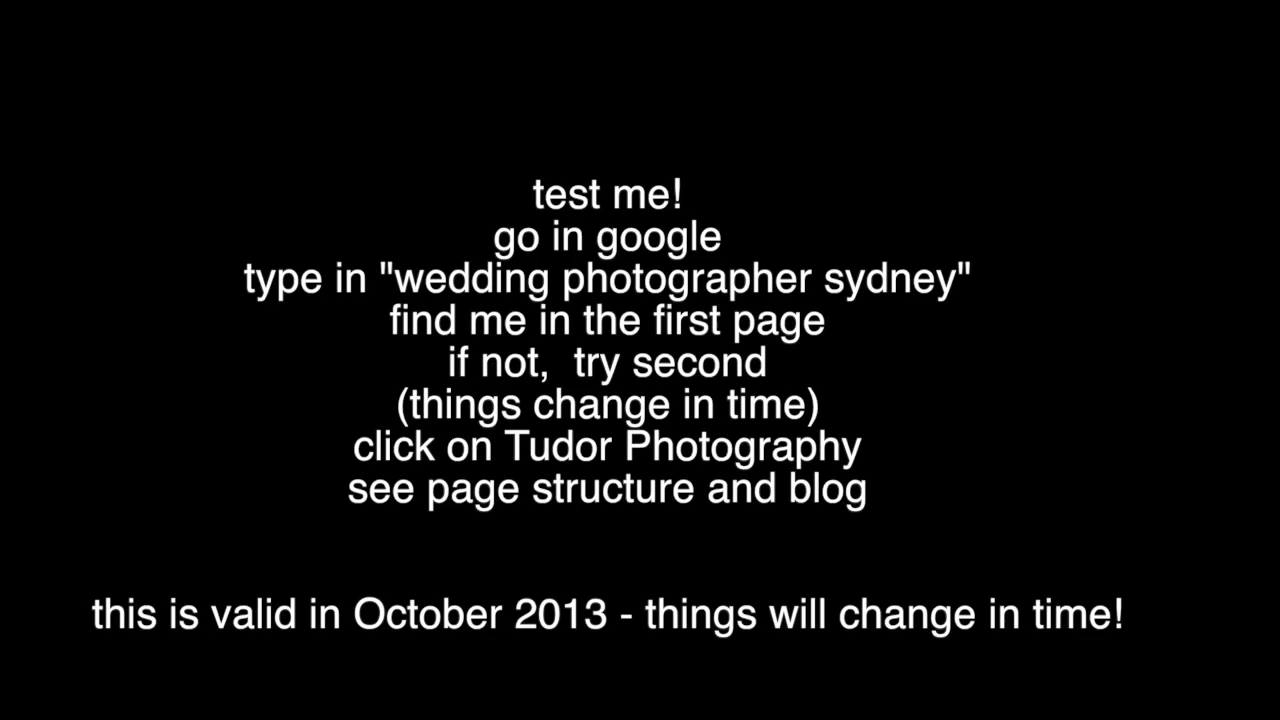 test me!
go in google
type in "wedding photographer sydney"
find me in the first page
if not,  try second
(things change in time)
click on Tudor Photography
see page structure and blog
this is valid in October 2013 - things will change in time!